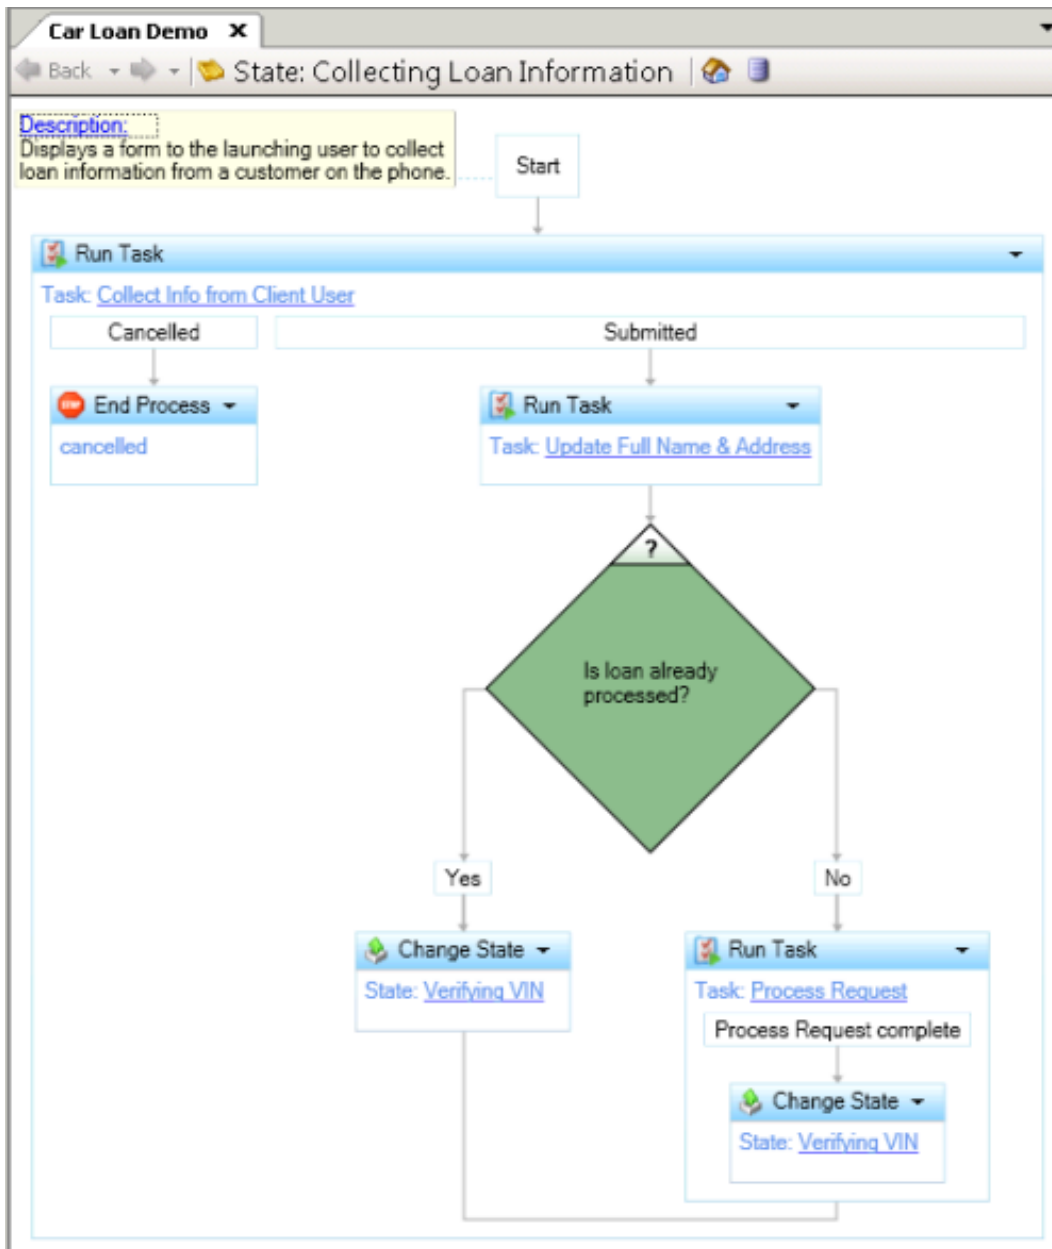 Car Loan Demo X
Back State: Collecting Loan Information
Description:
Displays a form to the launching user to collect
loan information from a customer on the phone.
Start
Run Task
Task: Collect Info from Client User
Cancelled
Submitted
STOP End Process
cancelled
Run Task
Task: Update Full Name & Address
?
Is loan already
processed?
Yes
No
Change State
State: Verifying VIN
Run Task
Task: Process Request
Process Request complete
Change State
State: Verifying VIN